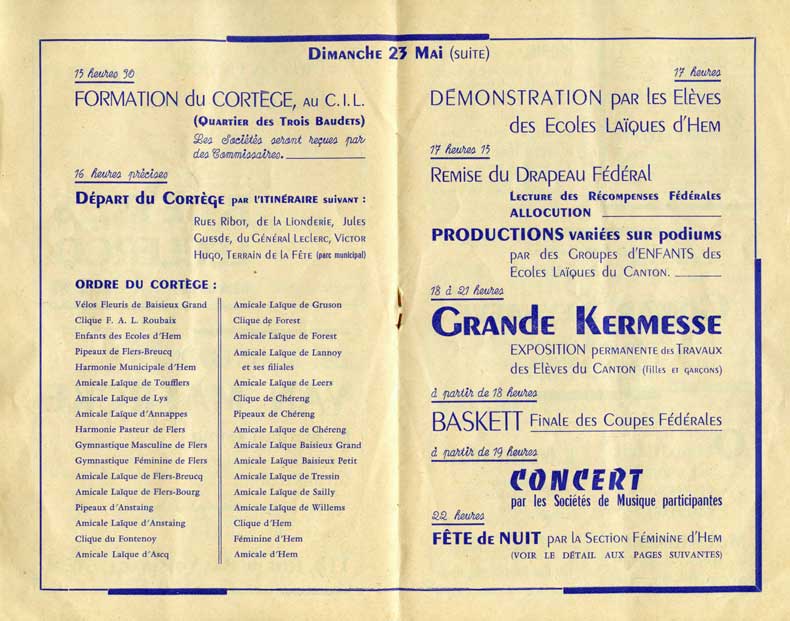 Dimanche 23 Mai (suite)
15 heures 30
FORMATION du CORTÈGE, au C.I.L.
(Quartier des Trois Baudets)
Les Sociétés seront reçues par
des Commissaires.
16 heures précises
Départ du Cortège par l'itinéraire suivant :
Rues Ribot, de la Lionderie, Jules
Guesde, du Général Leclerc, Victor
Hugo, Terrain de la Fête (parc municipal)
ORDRE DU CORTÈGE :
Vélos Fleuris de Baisieux Grand
Clique F. A. L. Roubaix
Enfants des Ecoles d'Hem
Pipeaux de Flers-Breucq
Harmonie Municipale d'Hem
Amicale Laïque de Toufflers
Amicale Laïque de Lys
Amicale Laïque d'Annappes
Harmonie Pasteur de Flers
Gymnastique Masculine de Flers
Gymnastique Féminine de Flers
Amicale Laïque de Flers-Breucq
Amicale Laïque de Flers-Bourg
Pipeaux d'Anstaing
Amicale Laïque d'Anstaing
Clique du Fontenoy
Amicale Laïque d'Ascq
Amicale Laïque de Gruson
Clique de Forest
Amicale Laïque de Forest
Amicale Laïque de Lannoy
et ses filiales
Amicale Laïque de Leers
Clique de Chéreng
Pipeaux de Chéreng
Amicale Laïque de Chéreng
Amicale Laïque Baisieux Grand
Amicale Laïque Baisieux Petit
Amicale Laïque de Tressin
Amicale Laïque de Sailly
Amicale Laïque de Willems
Clique d'Hem
Féminine d'Hem
Amicale d'Hem
17 heures
DÉMONSTRATION par les Elèves
des Ecoles Laïques d'Hem
17 heures 15
Remise du Drapeau Fédéral
Lecture des Récompenses Fédérales
ALLOCUTION
PRODUCTIONS variées sur podiums
par des Groupes d'ENFANTS des
Ecoles Laïques du Canton.
18 à 21 heures
Grande Kermesse
EXPOSITION permanente des Travaux
des Elèves du Canton (filles et garçons)
à partir de 18 heures
BASKETT Finale des Coupes Fédérales
à partir de 19 heures
CONCERT
par les Sociétés de Musique participantes
22 heures
FÊTE de NUIT par la Section Féminine d'Hem
(VOIR LE DÉTAIL AUX PAGES SUIVANTES)